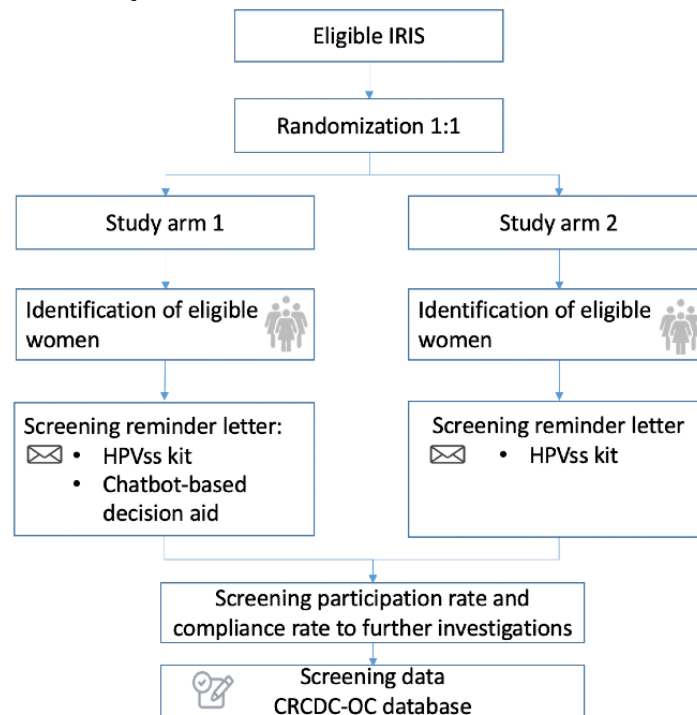 Eligible IRIS
Randomization 1:1
Study arm 1
Study arm 2
Identification of eligible
women
Identification of eligible
women
Screening reminder letter:
• HPVss kit
• Chatbot-based
decision aid
Screening reminder letter
• HPVss kit
Screening participation rate and
compliance rate to further investigations
Screening data
CRCDC-OC database